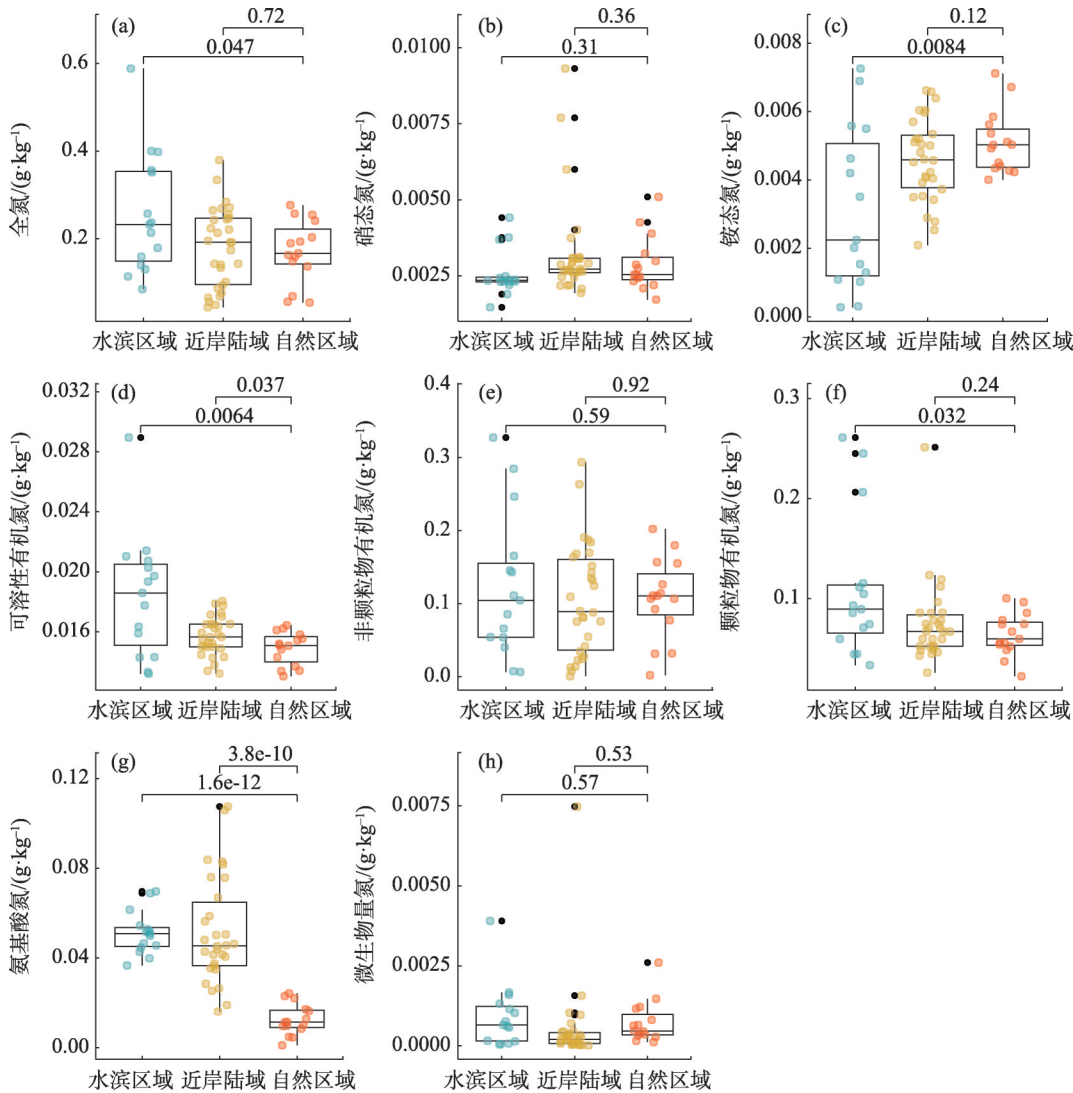 (a)
0.72
0.047
0.6
0.4
0.2
全氮/(g·kg⁻¹)
水滨区域 近岸陆域 自然区域
(b)
0.36
0.31
0.0100
0.0075
0.0050
0.0025
硝态氮/(g·kg⁻¹)
水滨区域 近岸陆域 自然区域
(c)
0.12
0.0084
0.008
0.006
0.004
0.002
0.000
铵态氮/(g·kg⁻¹)
水滨区域 近岸陆域 自然区域
(d)
0.037
0.0064
0.032
0.028
0.024
0.020
0.016
可溶性有机氮/(g·kg⁻¹)
水滨区域 近岸陆域 自然区域
(e)
0.92
0.59
0.4
0.3
0.2
0.1
0.0
非颗粒物有机氮/(g·kg⁻¹)
水滨区域 近岸陆域 自然区域
(f)
0.24
0.032
0.3
0.2
0.1
颗粒物有机氮/(g·kg⁻¹)
水滨区域 近岸陆域 自然区域
(g)
3.8e-10
1.6e-12
0.12
0.08
0.04
0.00
氨基酸氮/(g·kg⁻¹)
水滨区域 近岸陆域 自然区域
(h)
0.53
0.57
0.0075
0.0050
0.0025
0.0000
微生物量氮/(g·kg⁻¹)
水滨区域 近岸陆域 自然区域